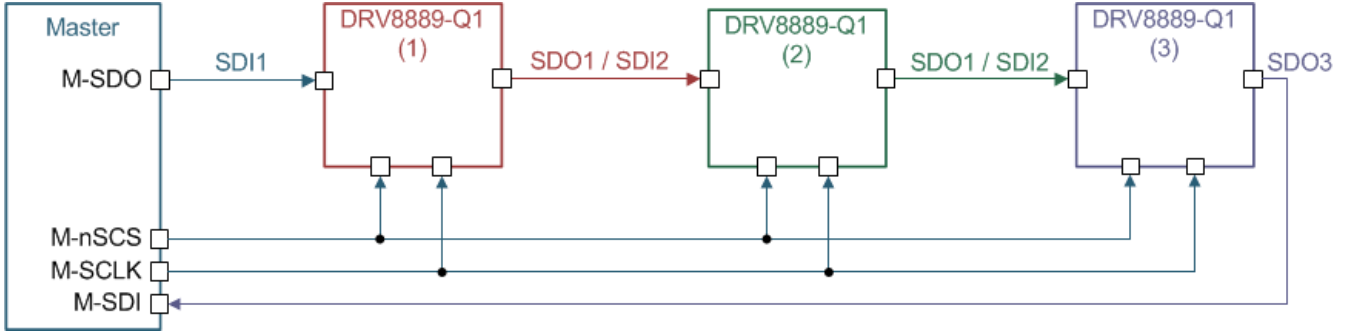 Master
DRV8889-Q1
(1)
DRV8889-Q1
(2)
DRV8889-Q1
(3)
M-SDO
SDI1
SDO1 / SDI2
SDO1 / SDI2
SDO3
M-nSCS
M-SCLK
M-SDI